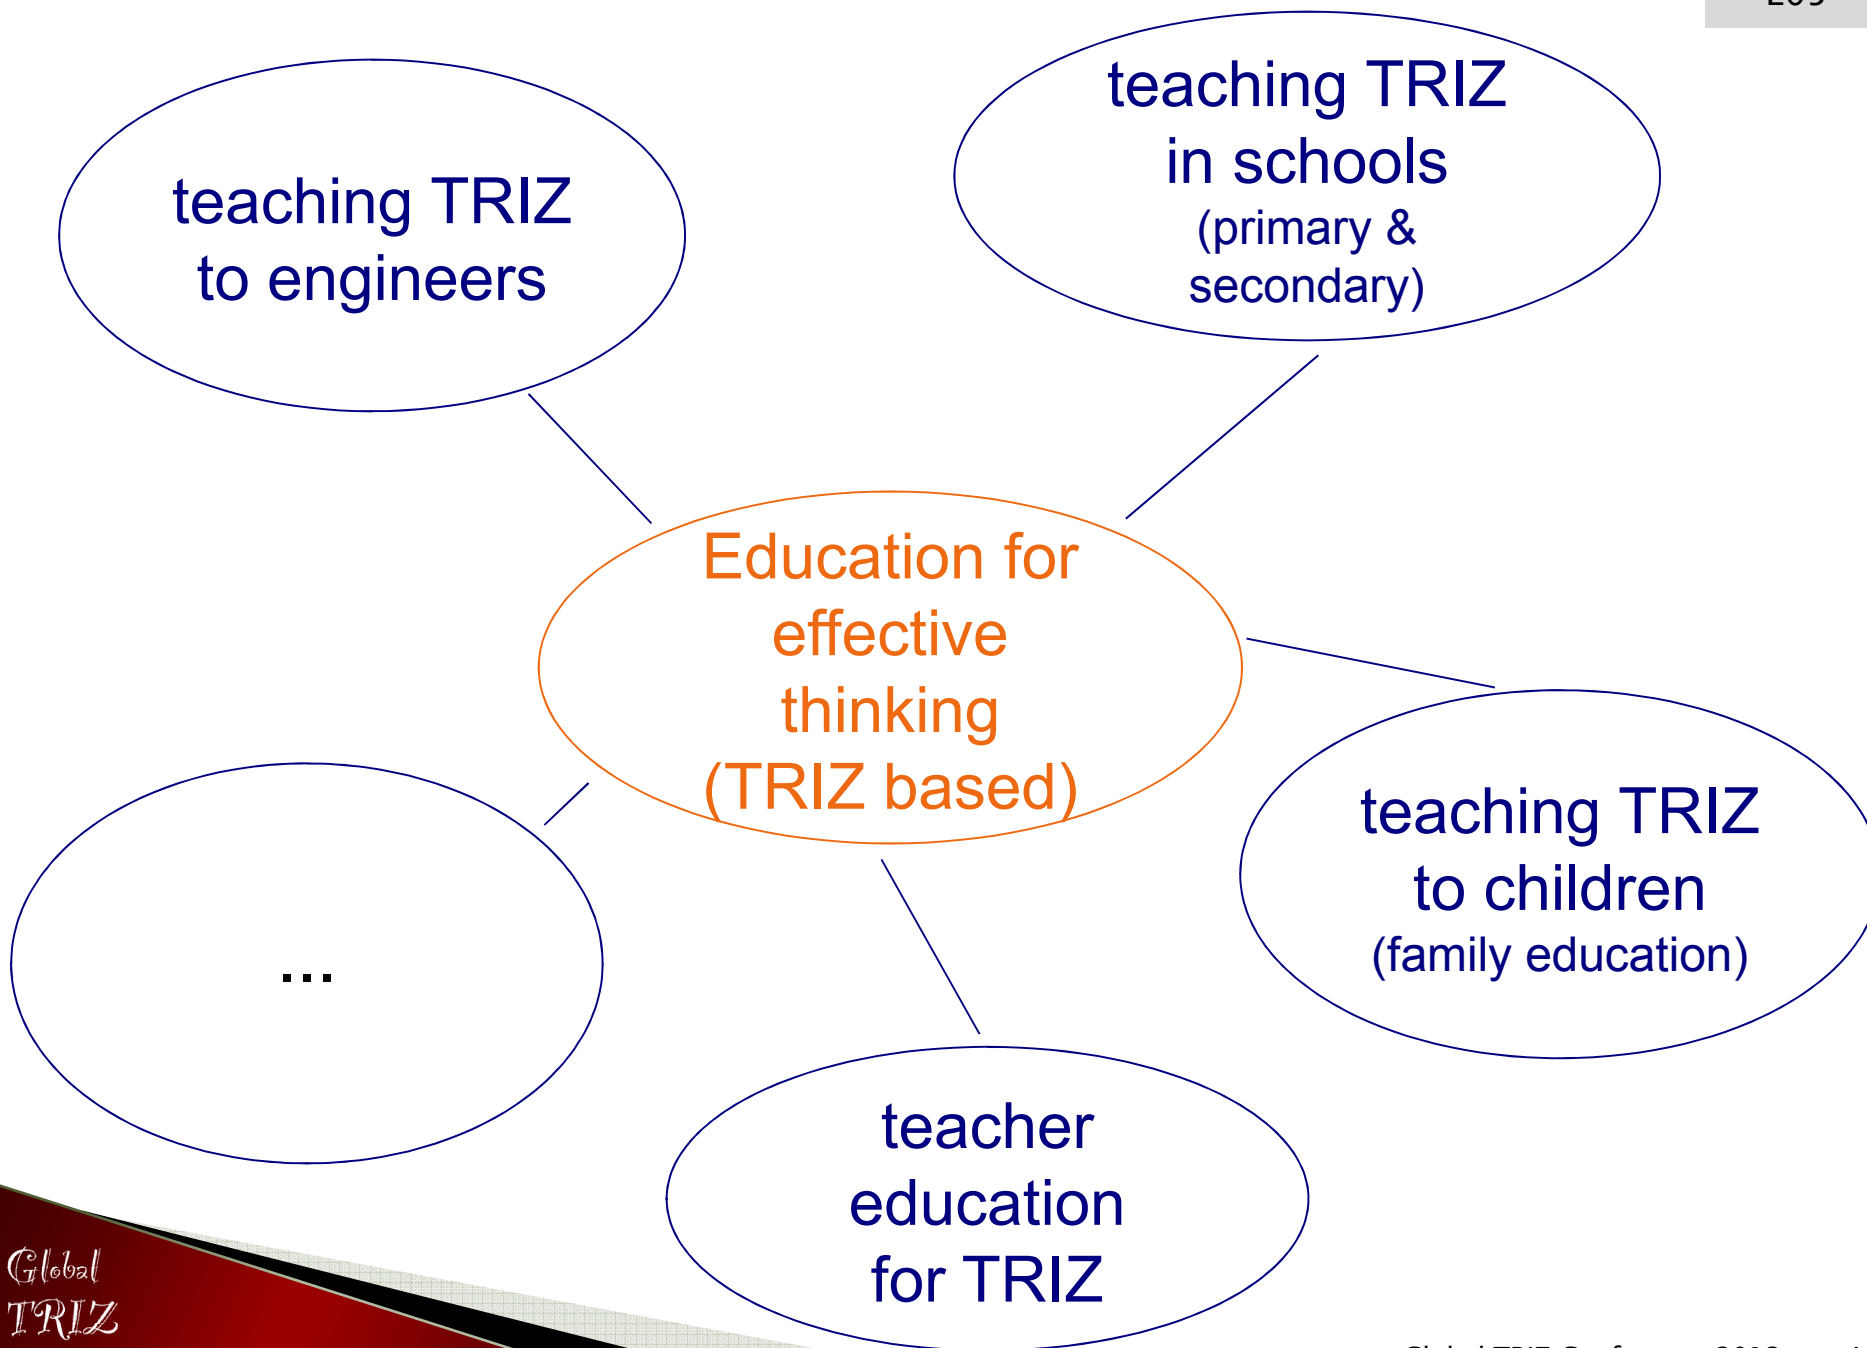 teaching TRIZ
to engineers
teaching TRIZ
in schools
(primary &
secondary)
Education for
effective
thinking
(TRIZ based)
teaching TRIZ
to children
(family education)
...
teacher
education
for TRIZ
Global
TRIZ